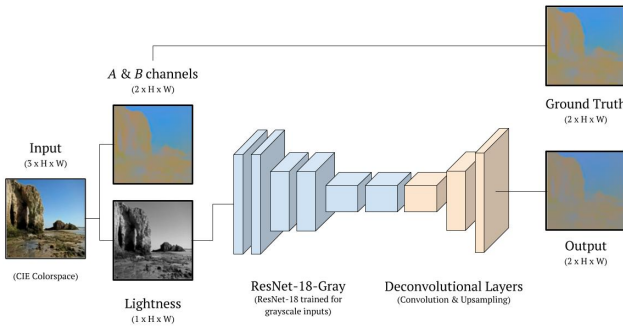 A & B channels
(2 x H x W)
Ground Truth
(2 x H x W)
Input
(3 x H x W)
(CIE Colorspace)
Lightness
(1 x H x W)
ResNet-18-Gray
(ResNet-18 trained for
grayscale inputs)
Deconvolutional Layers
(Convolution & Upsampling)
Output
(2 x H x W)